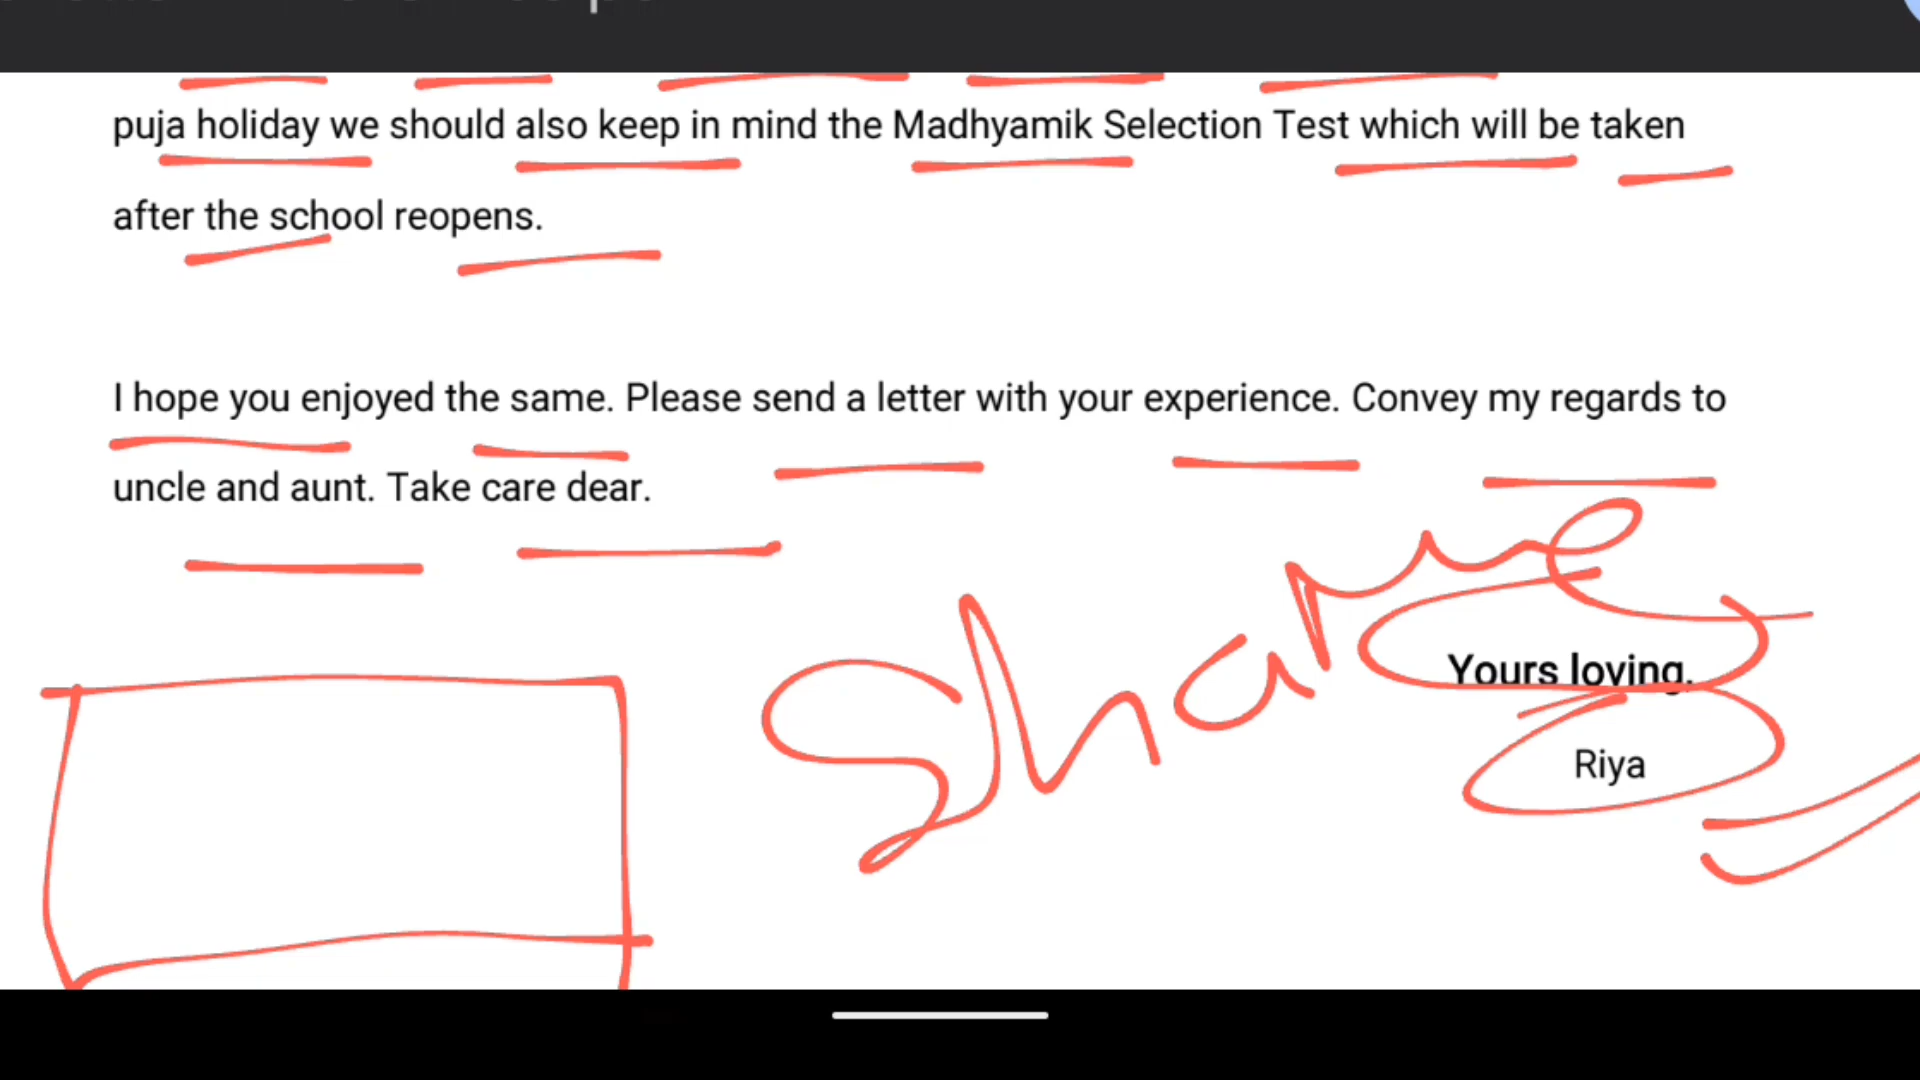 puja holiday we should also keep in mind the Madhyamik Selection Test which will be taken
after the school reopens.
I hope you enjoyed the same. Please send a letter with your experience. Convey my regards to
uncle and aunt. Take care dear.
Share
Yours loving,
Riya